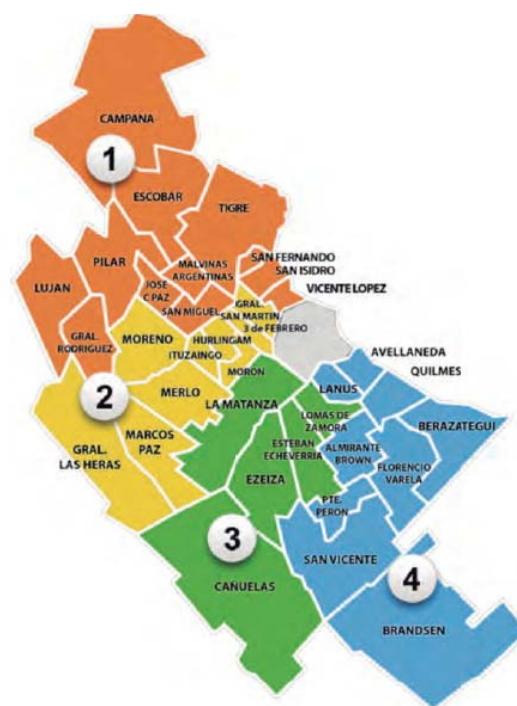 CAMPANA
1
ESCOBAR
TIGRE
PILAR
MALVINAS
ARGENTINAS
SAN FERNANDO
SAN ISIDRO
LUJAN
JOSE
C PAZ
VICENTE LOPEZ
SAN MIGUEL
GRAL.
SAN MARTIN
3 de FEBRERO
GRAL.
RODRIGUEZ
MORENO
HURLINGAM
ITUZAINGO
MORÓN
AVELLANEDA
QUILMES
LANUS
2
MERLO
LA MATANZA
LOMAS DE
ZAMORA
BERAZATEGUI
GRAL.
LAS HERAS
MARCOS
PAZ
ESTEBAN
ECHEVERRIA
ALMIRANTE
BROWN
FLORENCIO
VARELA
EZEIZA
PTE.
PERÓN
3
SAN VICENTE
CAÑUELAS
4
BRANDSEN